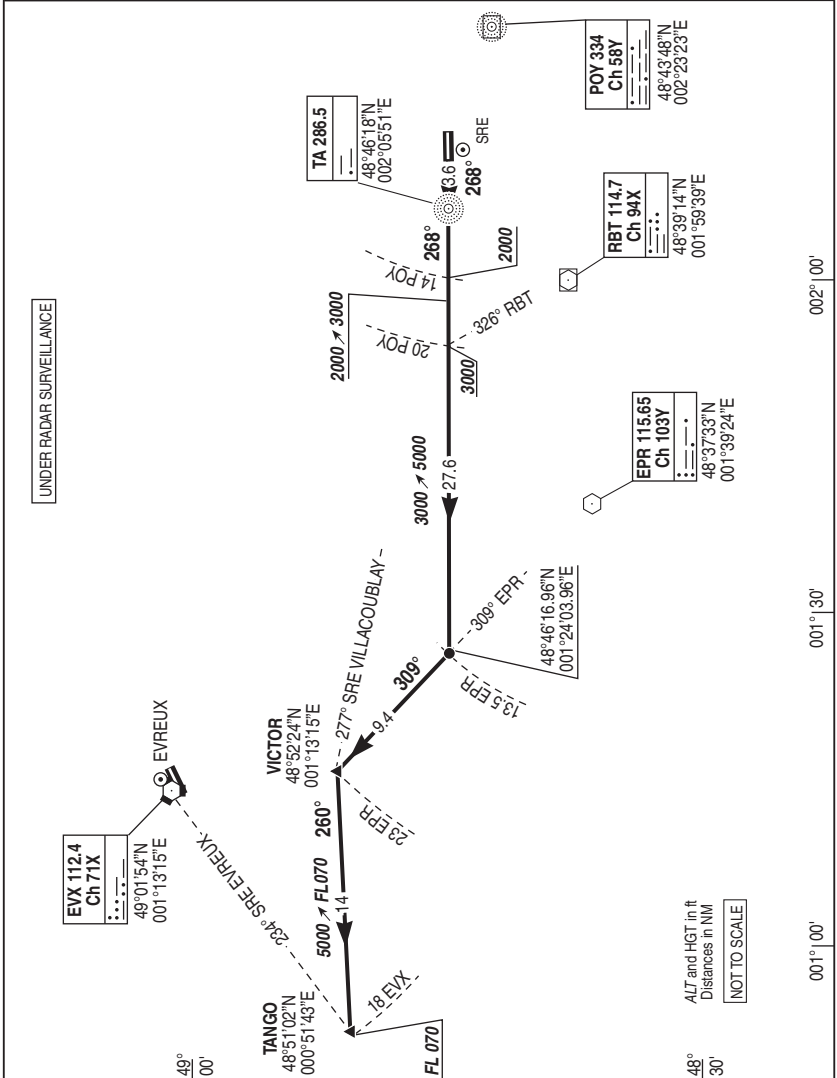 UNDER RADAR SURVEILLANCE
EVX 112.4
Ch 71X
49°01'54"N
001°13'15"E
EVREUX
234° SRE EVREUX
TANGO
48°51'02"N
000°51'43"E
18 EVX
FL 070
5000 ➚ FL070
14
260°
VICTOR
48°52'24"N
001°13'15"E
277° SRE VILLACOUBLAY
23 EPR
9.4
309°
13.5 EPR
309° EPR
48°46'16.96"N
001°24'03.96"E
3000 ➚ 5000
27.6
2000 ➚ 3000
20 POY
3000
326° RBT
14 POY
2000
268°
TA 286.5
48°46'18"N
002°05'51"E
3.6
268°
SRE
POY 334
Ch 58Y
48°43'48"N
002°23'23"E
RBT 114.7
Ch 94X
48°39'14"N
001°59'39"E
EPR 115.65
Ch 103Y
48°37'33"N
001°39'24"E
49°
00'
48°
30'
001° 00'
001° 30'
002° 00'
ALT and HGT in ft
Distances in NM
NOT TO SCALE